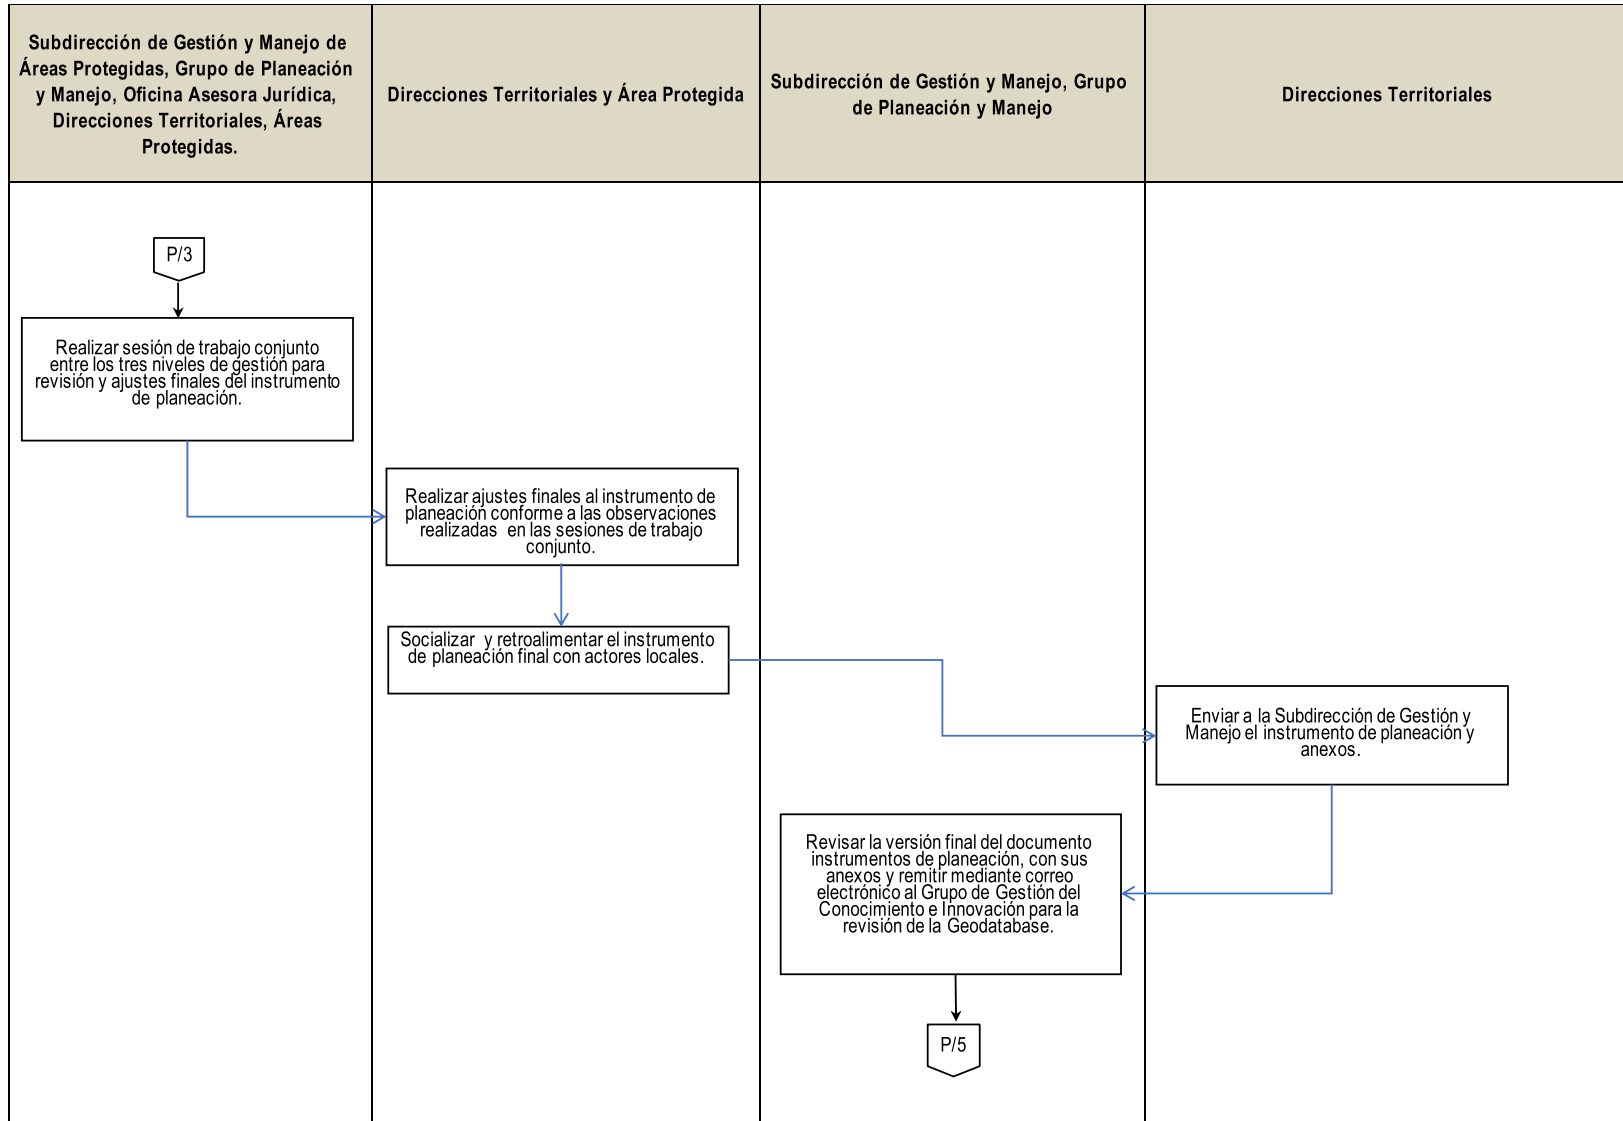 Subdirección de Gestión y Manejo de
Áreas Protegidas, Grupo de Planeación
y Manejo, Oficina Asesora Jurídica,
Direcciones Territoriales, Áreas
Protegidas.
Direcciones Territoriales y Área Protegida
Subdirección de Gestión y Manejo, Grupo
de Planeación y Manejo
Direcciones Territoriales
P/3
Realizar sesión de trabajo conjunto
entre los tres niveles de gestión para
revisión y ajustes finales del instrumento
de planeación.
Realizar ajustes finales al instrumento de
planeación conforme a las observaciones
realizadas  en las sesiones de trabajo
conjunto.
Socializar  y retroalimentar el instrumento
de planeación final con actores locales.
Enviar a la Subdirección de Gestión y
Manejo el instrumento de planeación y
anexos.
Revisar la versión final del documento
instrumentos de planeación, con sus
anexos y remitir mediante correo
electrónico al Grupo de Gestión del
Conocimiento e Innovación para la
revisión de la Geodatabase.
P/5